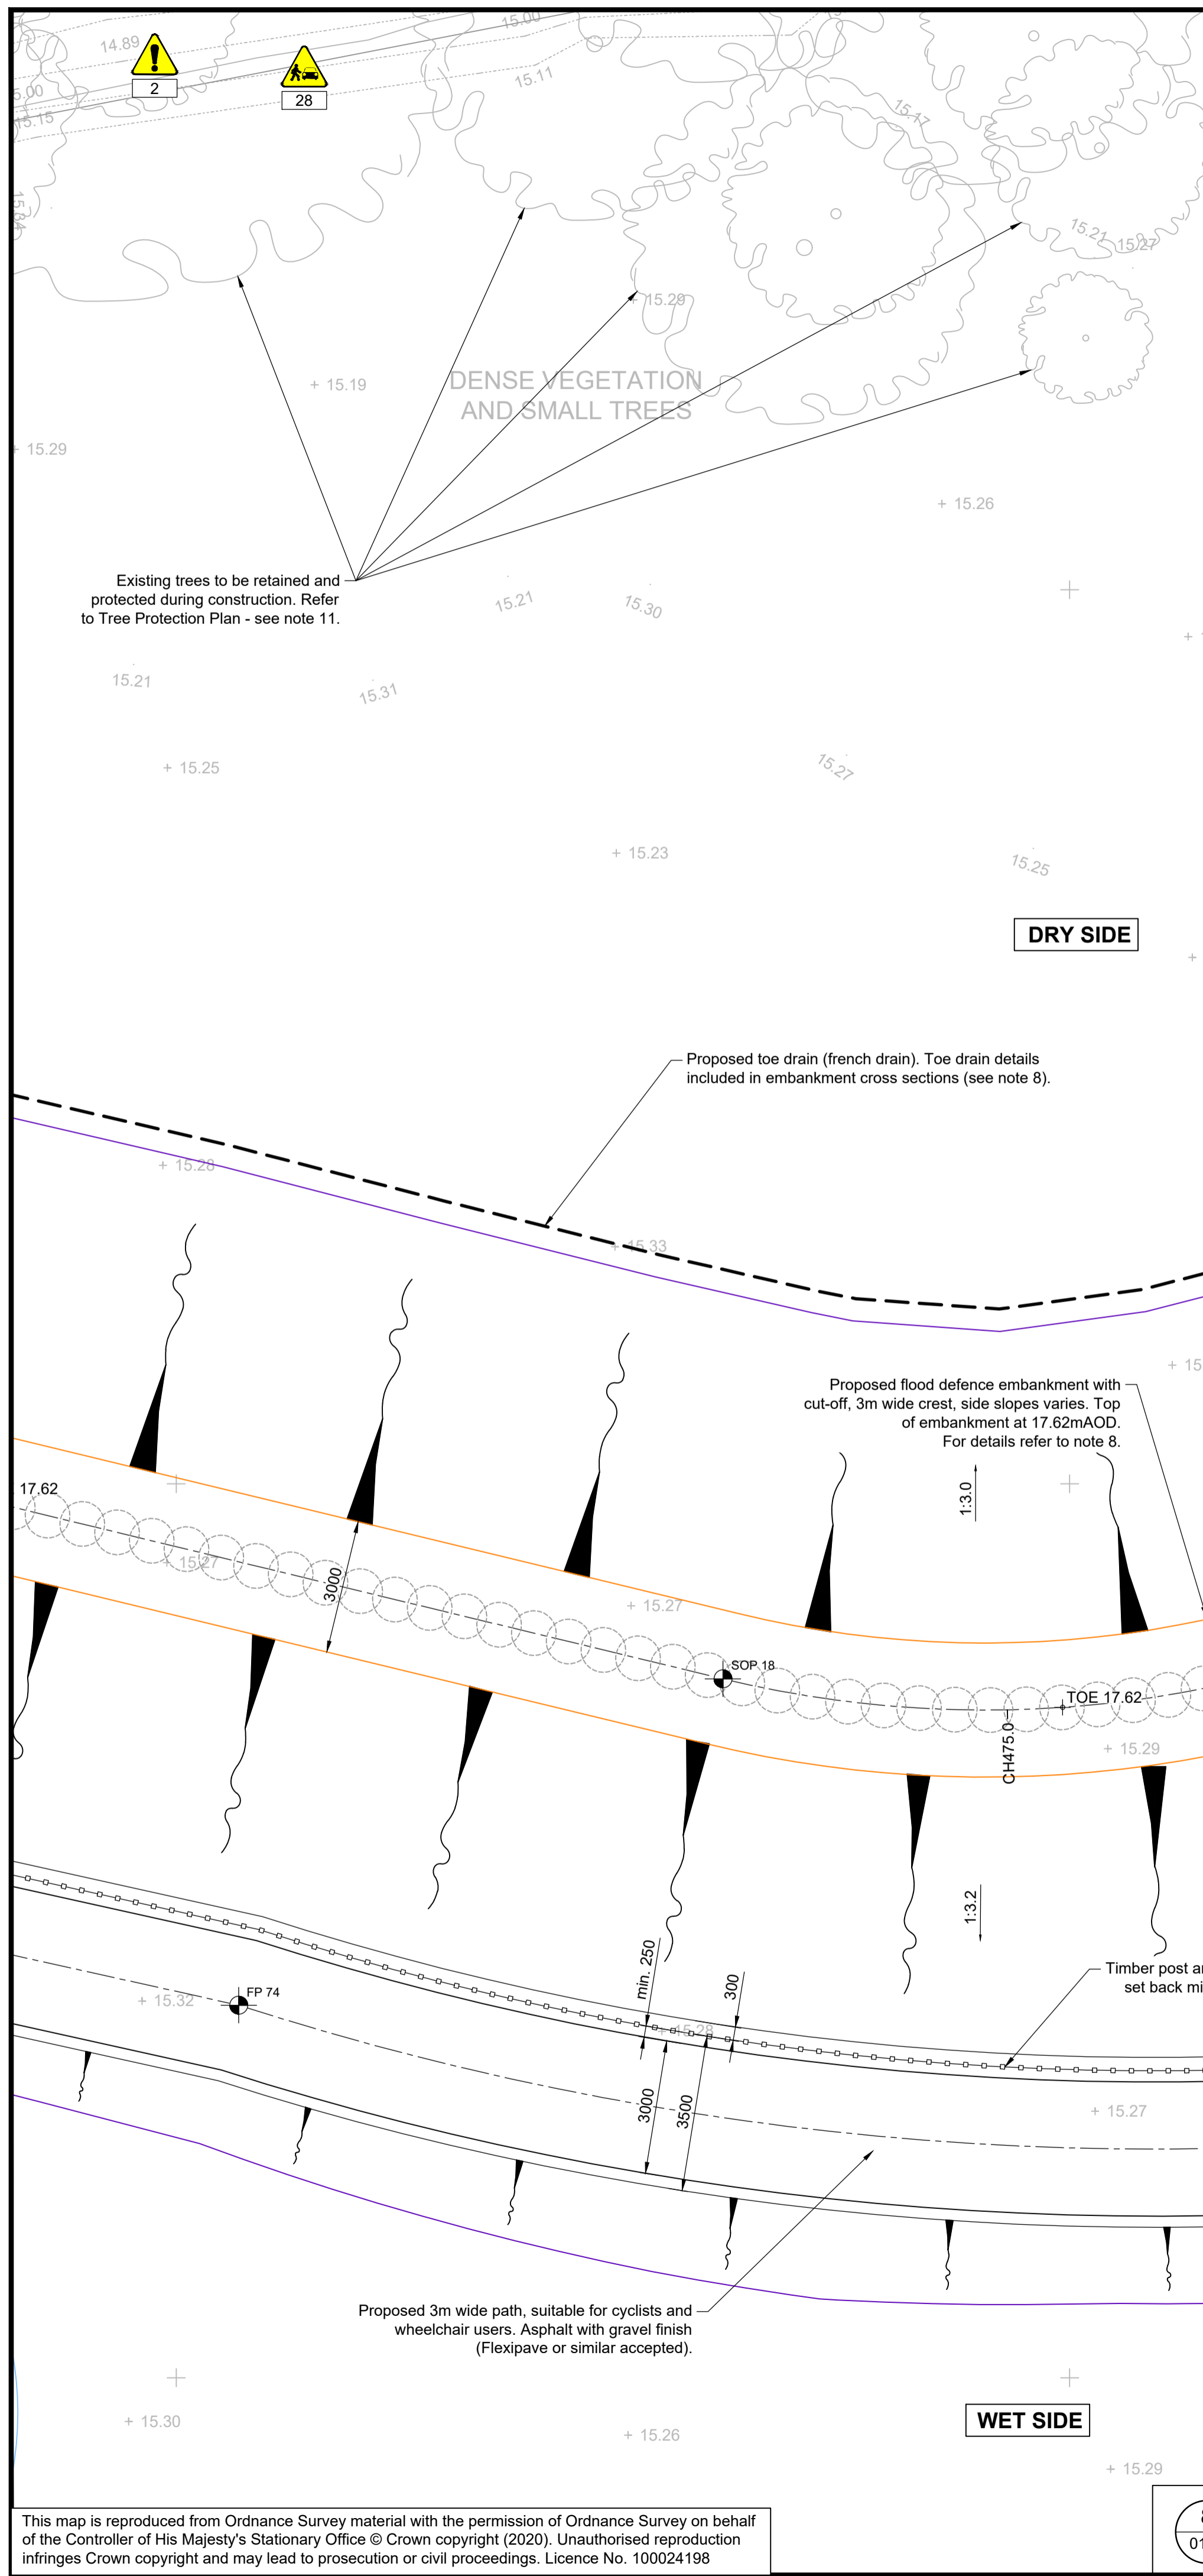 15.00
14.89
2
28
15.11
5.00
15.15
15.17
15.34
15.21
15.27
+ 15.29
+ 15.19
DENSE VEGETATION
AND SMALL TREES
+ 15.29
+ 15.26
Existing trees to be retained and
protected during construction. Refer
to Tree Protection Plan - see note 11.
15.21
15.30
15.21
15.31
+ 15.25
15.27
+ 15.23
15.25
DRY SIDE
Proposed toe drain (french drain). Toe drain details
included in embankment cross sections (see note 8).
+ 15.28
+ 15.33
+ 15
Proposed flood defence embankment with
cut-off, 3m wide crest, side slopes varies. Top
of embankment at 17.62mAOD.
For details refer to note 8.
1:3.0
17.62
+ 15.27
3000
+ 15.27
SOP 18
TOE 17.62
CH475.0
+ 15.29
1:3.2
Timber post
set back
min. 250
300
FP 74
+ 15.32
+ 15.28
3000
3500
+ 15.27
Proposed 3m wide path, suitable for cyclists and
wheelchair users. Asphalt with gravel finish
(Flexipave or similar accepted).
+ 15.30
+ 15.26
WET SIDE
+ 15.29
This map is reproduced from Ordnance Survey material with the permission of Ordnance Survey on behalf
of the Controller of His Majesty's Stationary Office © Crown copyright (2020). Unauthorised reproduction
infringes Crown copyright and may lead to prosecution or civil proceedings. Licence No. 100024198
01